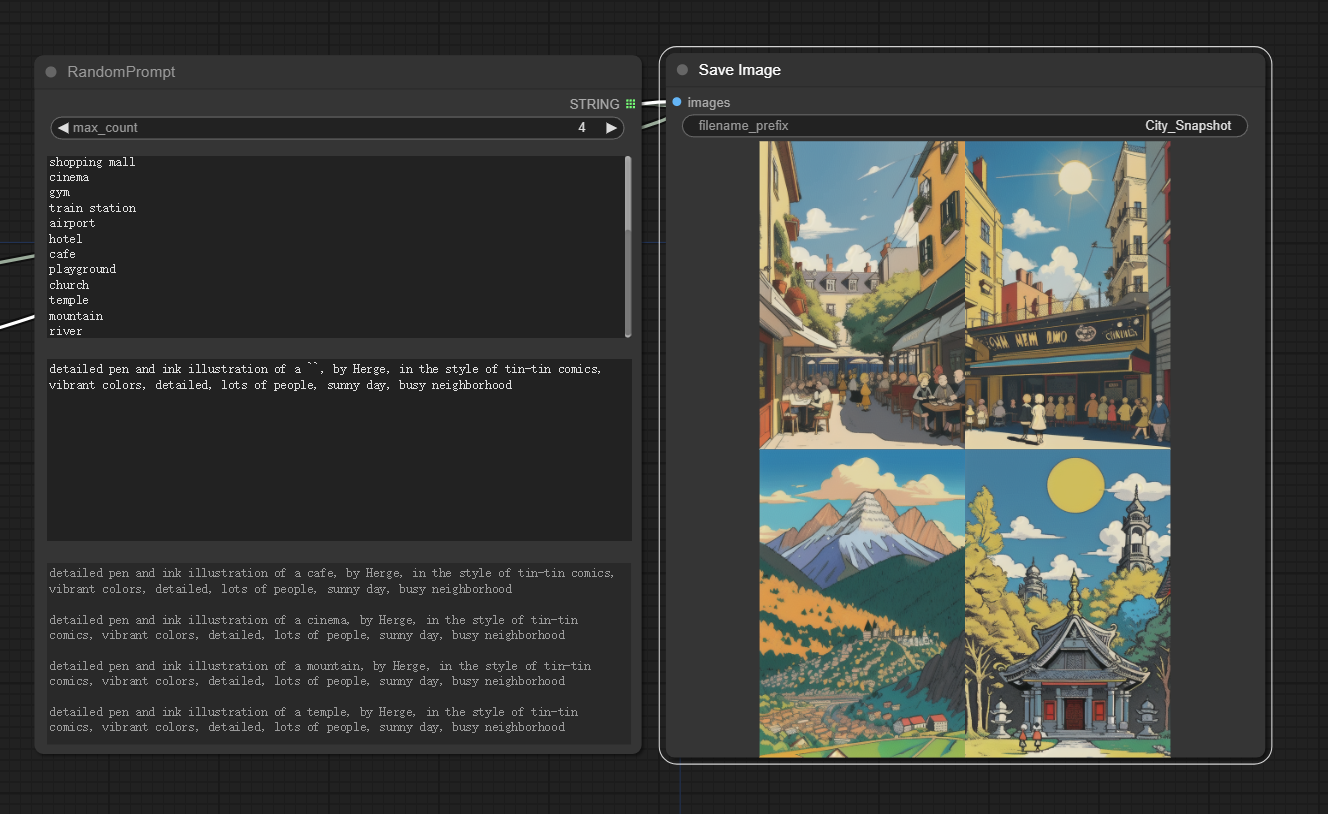 RandomPrompt
STRING
max_count 4
shopping mall
cinema
gym
train station
airport
hotel
cafe
playground
church
temple
mountain
river
detailed pen and ink illustration of a ``, by Herge, in the style of tin-tin comics,
vibrant colors, detailed, lots of people, sunny day, busy neighborhood
detailed pen and ink illustration of a cafe, by Herge, in the style of tin-tin comics,
vibrant colors, detailed, lots of people, sunny day, busy neighborhood
detailed pen and ink illustration of a cinema, by Herge, in the style of tin-tin
comics, vibrant colors, detailed, lots of people, sunny day, busy neighborhood
detailed pen and ink illustration of a mountain, by Herge, in the style of tin-tin
comics, vibrant colors, detailed, lots of people, sunny day, busy neighborhood
detailed pen and ink illustration of a temple, by Herge, in the style of tin-tin
comics, vibrant colors, detailed, lots of people, sunny day, busy neighborhood
Save Image
images
filename_prefix City_Snapshot